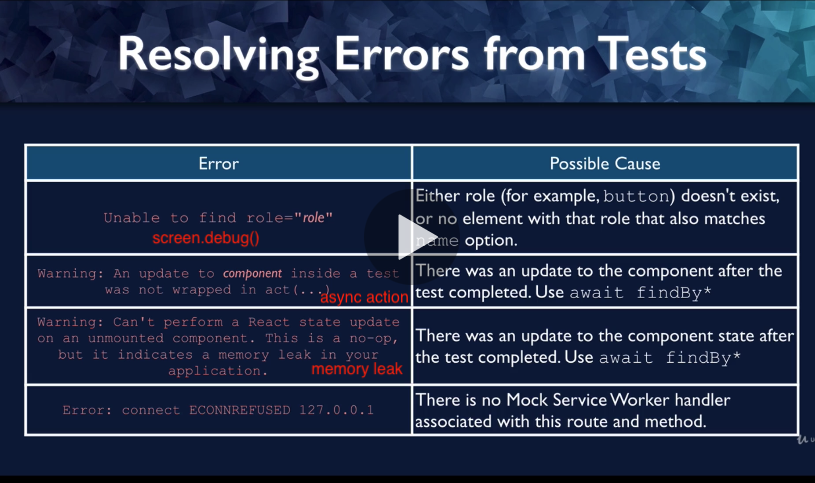 Resolving Errors from Tests
Error
Possible Cause
Unable to find role="role"
screen.debug()
Either role (for example, button) doesn't exist,
or no element with that role that also matches
name option.
Warning: An update to component inside a test
was not wrapped in act(...)
async action
There was an update to the component after the
test completed. Use await findBy*
Warning: Can't perform a React state update
on an unmounted component. This is a no-op,
but it indicates a memory leak in your
application.
memory leak
There was an update to the component state after
the test completed. Use await findBy*
Error: connect ECONNREFUSED 127.0.0.1
There is no Mock Service Worker handler
associated with this route and method.